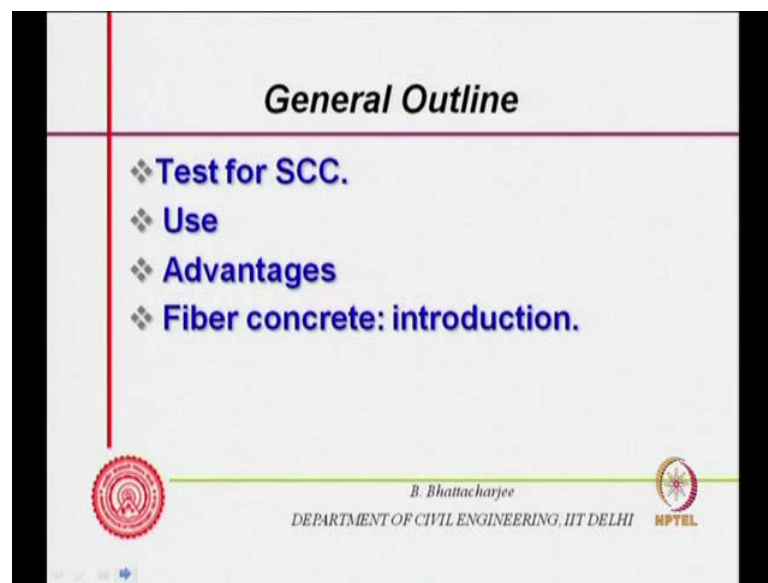 General Outline
Test for SCC.
Use
Advantages
Fiber concrete: introduction.
B. Bhattacharjee
DEPARTMENT OF CIVIL ENGINEERING, IIT DELHI
NPTEL